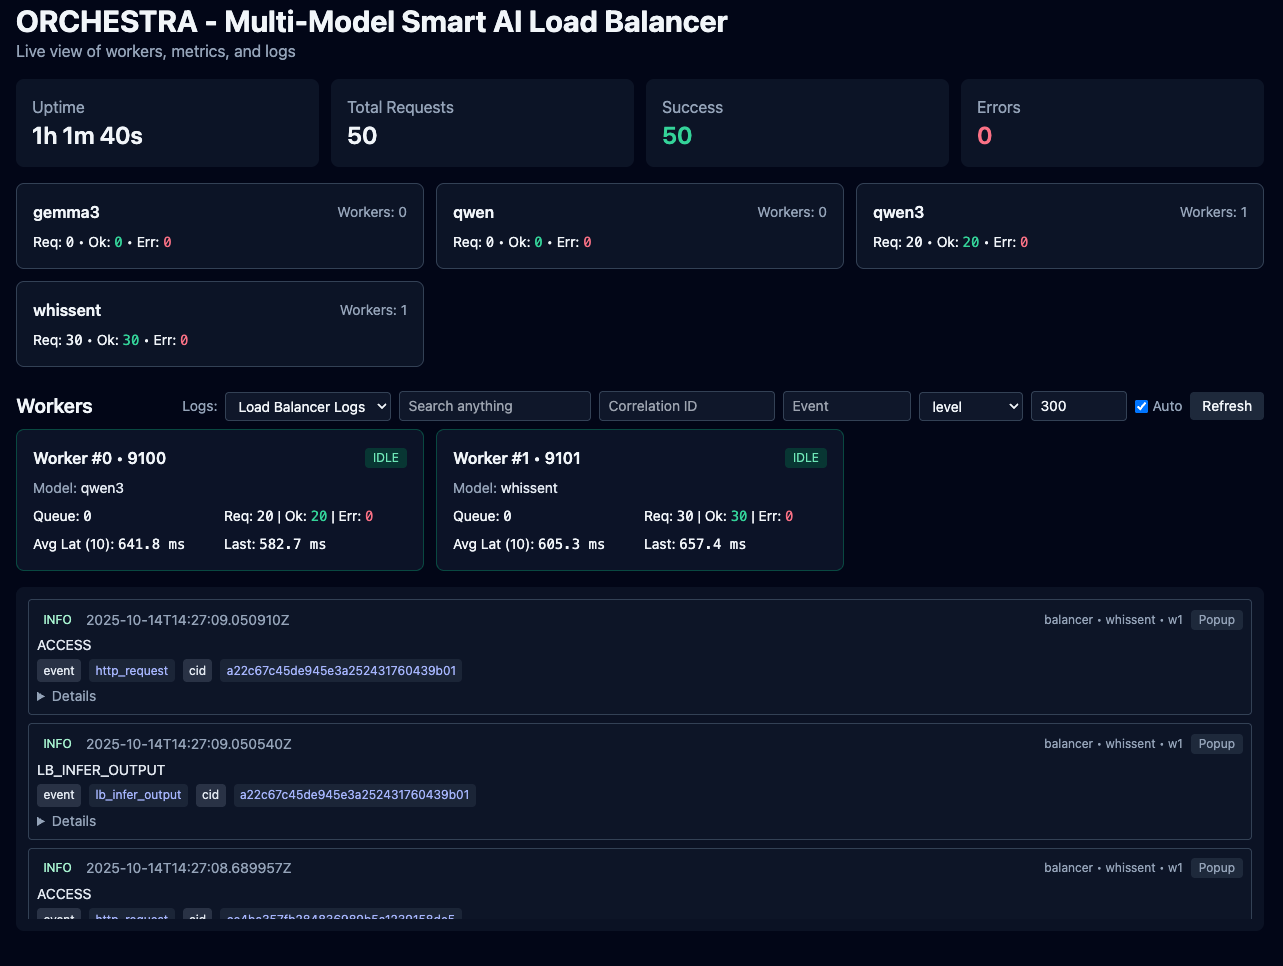 ORCHESTRA - Multi-Model Smart AI Load Balancer
Live view of workers, metrics, and logs
Uptime
1h 1m 40s
Total Requests
50
Success
50
Errors
0
gemma3
Workers: 0
Req: 0 • Ok: 0 • Err: 0
qwen
Workers: 0
Req: 0 • Ok: 0 • Err: 0
qwen3
Workers: 1
Req: 20 • Ok: 20 • Err: 0
whissent
Workers: 1
Req: 30 • Ok: 30 • Err: 0
Workers
Logs: Load Balancer Logs Search anything Correlation ID Event level 300 Auto Refresh
Worker #0 • 9100 IDLE
Model: qwen3
Queue: 0 Req: 20 | Ok: 20 | Err: 0
Avg Lat (10): 641.8 ms Last: 582.7 ms
Worker #1 • 9101 IDLE
Model: whissent
Queue: 0 Req: 30 | Ok: 30 | Err: 0
Avg Lat (10): 605.3 ms Last: 657.4 ms
INFO 2025-10-14T14:27:09.050910Z balancer • whissent • w1 Popup
ACCESS
event http_request cid a22c67c45de945e3a252431760439b01
Details
INFO 2025-10-14T14:27:09.050540Z balancer • whissent • w1 Popup
LB_INFER_OUTPUT
event lb_infer_output cid a22c67c45de945e3a252431760439b01
Details
INFO 2025-10-14T14:27:08.689957Z balancer • whissent • w1 Popup
ACCESS
event http_request cid